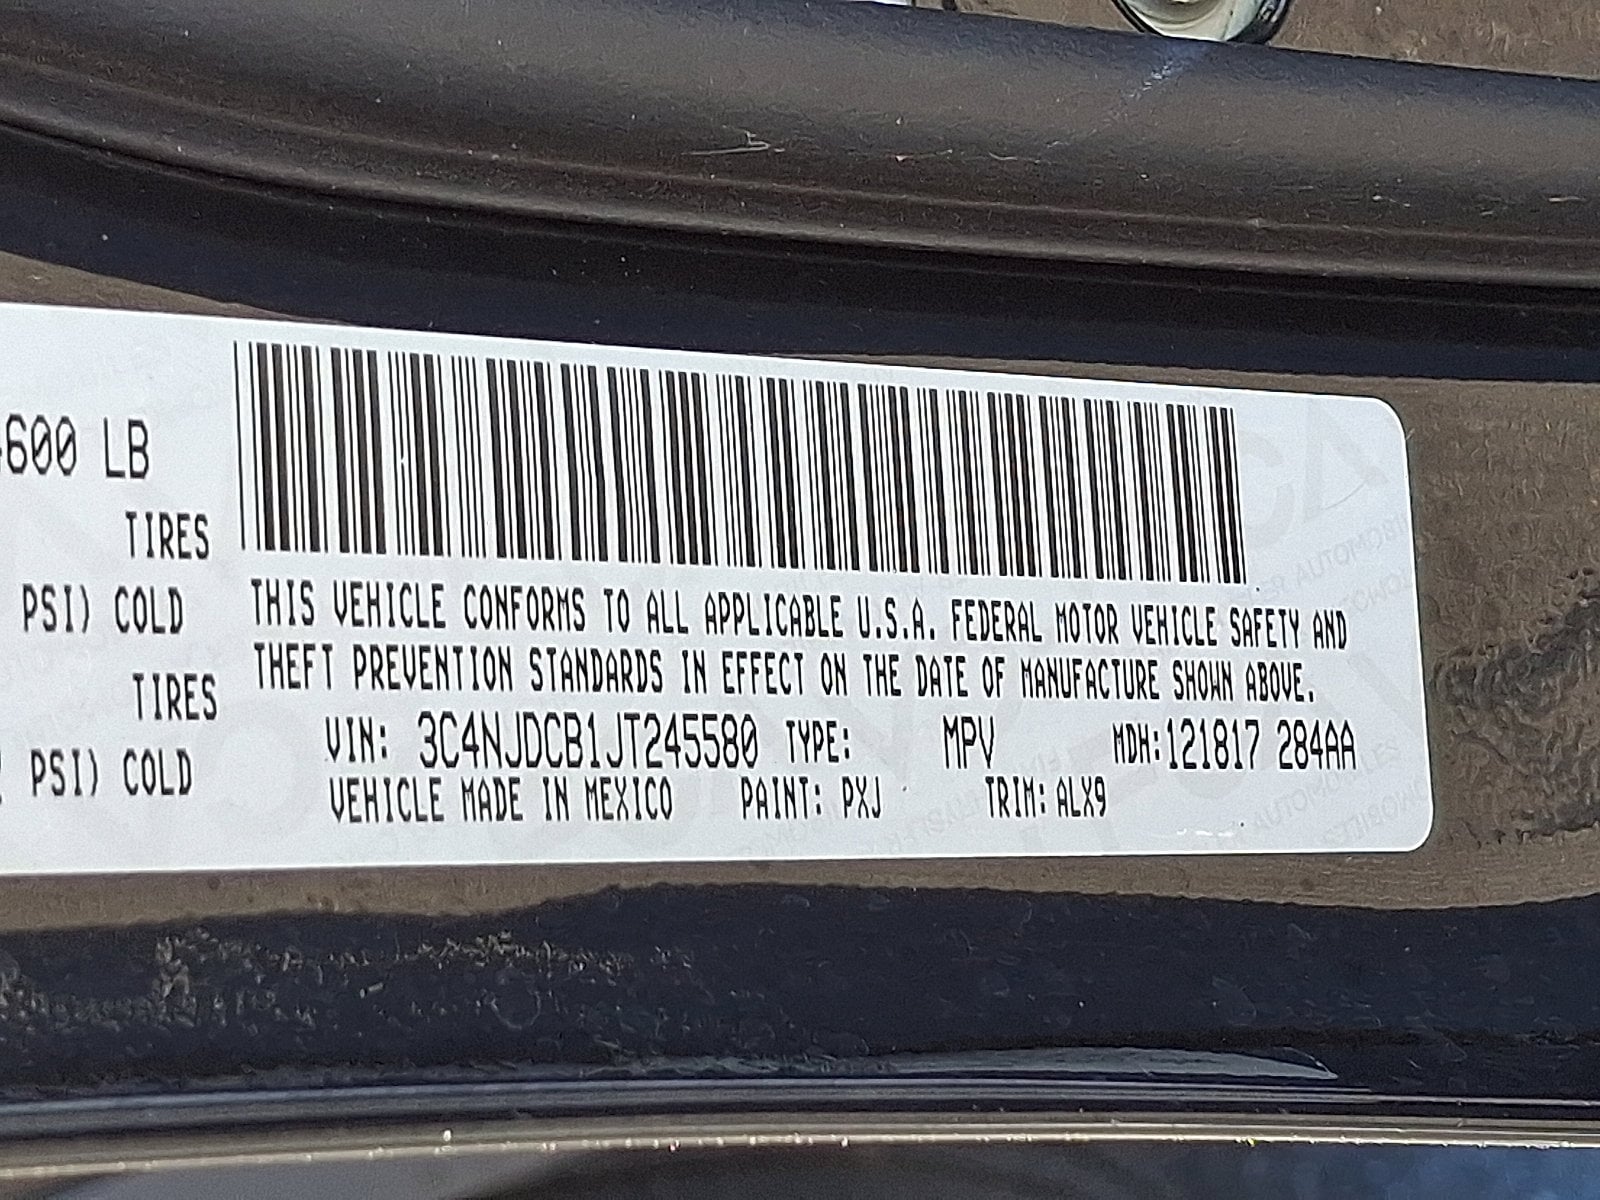 600 LB
TIRES
PSI) COLD
TIRES
PSI) COLD
THIS VEHICLE CONFORMS TO ALL APPLICABLE U.S.A. FEDERAL MOTOR VEHICLE SAFETY AND
THEFT PREVENTION STANDARDS IN EFFECT ON THE DATE OF MANUFACTURE SHOWN ABOVE.
VIN: 3C4NJDCB1JT245580 TYPE: MPV MDH:121817 284AA
VEHICLE MADE IN MEXICO PAINT: PXJ TRIM: ALX9